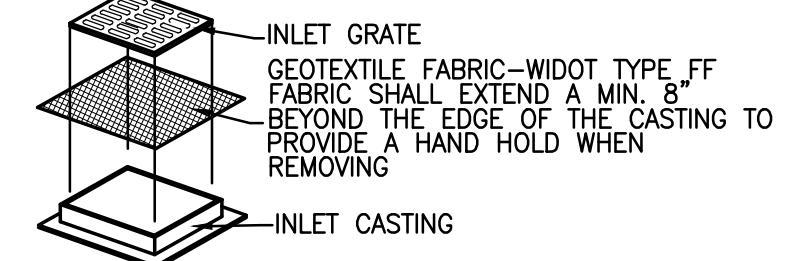 INLET GRATE
GEOTEXTILE FABRIC-WIDOT TYPE FF
FABRIC SHALL EXTEND A MIN. 8"
BEYOND THE EDGE OF THE CASTING TO
PROVIDE A HAND HOLD WHEN
REMOVING
INLET CASTING